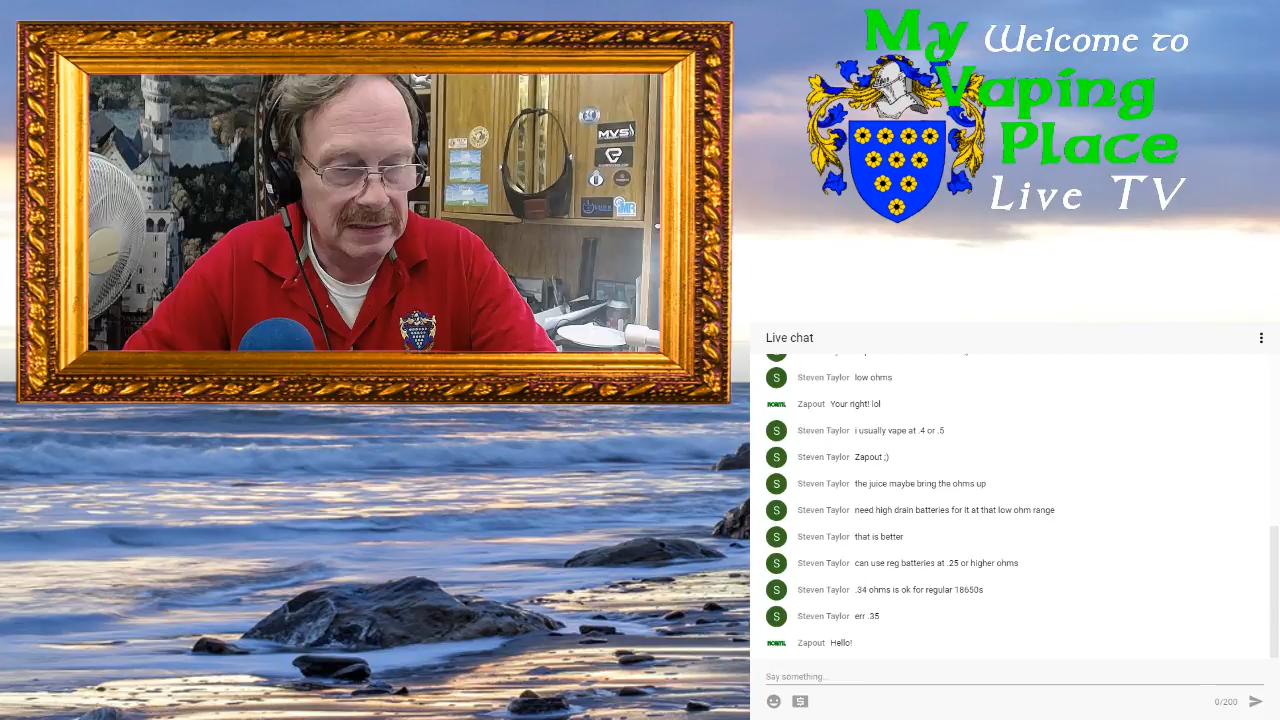 My Welcome to
Vaping
Place
Live TV
MVS
MR
Live chat
Steven Taylor low ohms
Zapout Your right! lol
Steven Taylor i usually vape at .4 or .5
Steven Taylor Zapout ;)
Steven Taylor the juice maybe bring the ohms up
Steven Taylor need high drain batteries for it at that low ohm range
Steven Taylor that is better
Steven Taylor can use reg batteries at .25 or higher ohms
Steven Taylor .34 ohms is ok for regular 18650s
Steven Taylor err .35
Zapout Hello!
Say something...
0/200